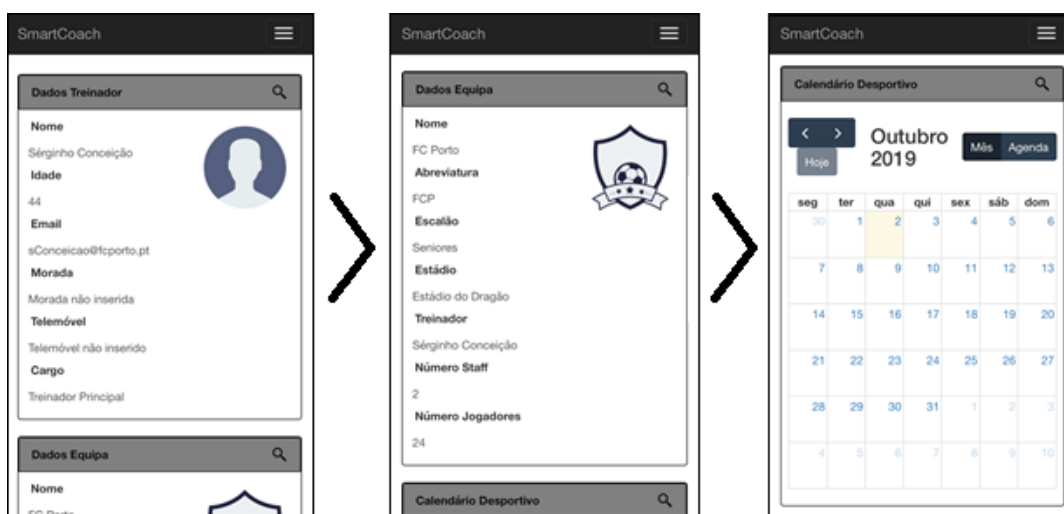 SmartCoach
Dados Treinador
Nome
Sérginho Conceição
Idade
44
Email
sConceicao@fcporto.pt
Morada
Morada não inserida
Telemóvel
Telemóvel não inserido
Cargo
Treinador Principal
Dados Equipa
Nome
FC Porto
SmartCoach
Dados Equipa
Nome
FC Porto
Abreviatura
FCP
Escalão
Seniores
Estádio
Estádio do Dragão
Treinador
Sérginho Conceição
Número Staff
2
Número Jogadores
24
Calendário Desportivo
SmartCoach
Calendário Desportivo
Hoje
Outubro
2019
Mês Agenda
seg ter qua qui sex sáb dom
30 1 2 3 4 5 6
7 8 9 10 11 12 13
14 15 16 17 18 19 20
21 22 23 24 25 26 27
28 29 30 31 1 2 3
4 5 6 7 8 9 10